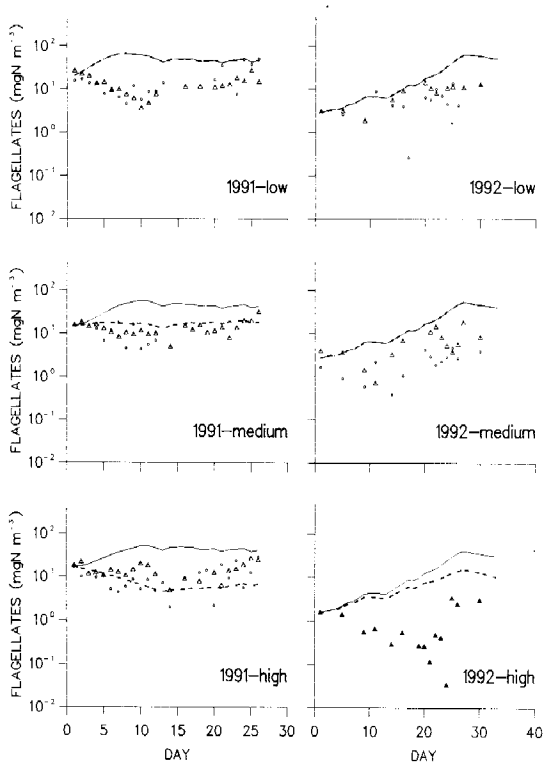 FLAGELLATES (mgN m⁻³)
10²
10¹
10⁰
10⁻¹
10⁻²
1991-low
1992-low
FLAGELLATES (mgN m⁻³)
10²
10¹
10⁰
10⁻¹
10⁻²
1991-medium
1992-medium
FLAGELLATES (mgN m⁻³)
10²
10¹
10⁰
10⁻¹
10⁻²
1991-high
1992-high
0 5 10 15 20 25 30
0 10 20 30 40
DAY
DAY